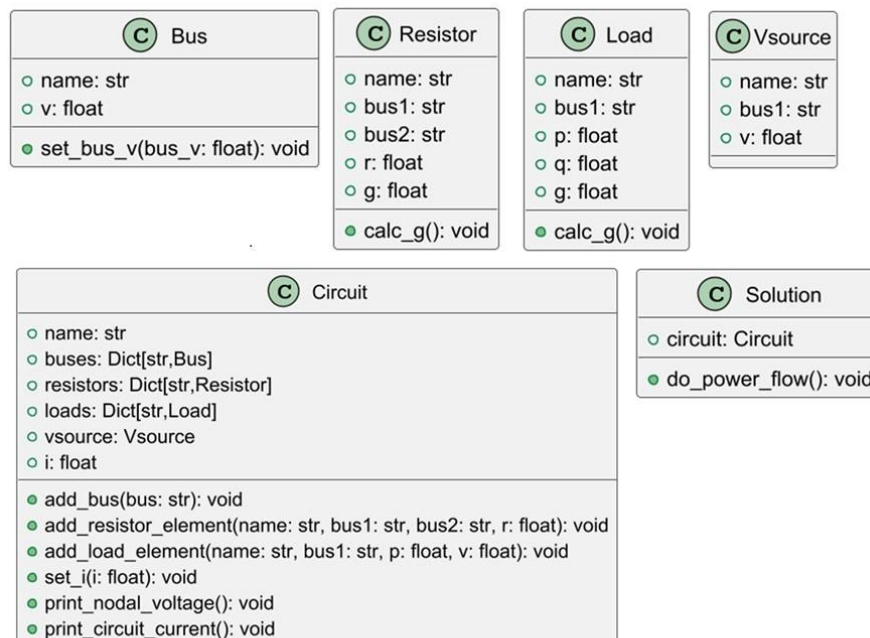 C Bus
name: str
v: float
set_bus_v(bus_v: float): void
C Resistor
name: str
bus1: str
bus2: str
r: float
g: float
calc_g(): void
C Load
name: str
bus1: str
p: float
q: float
g: float
calc_g(): void
C Vsource
name: str
bus1: str
v: float
C Circuit
name: str
buses: Dict[str,Bus]
resistors: Dict[str,Resistor]
loads: Dict[str,Load]
vsource: Vsource
i: float
add_bus(bus: str): void
add_resistor_element(name: str, bus1: str, bus2: str, r: float): void
add_load_element(name: str, bus1: str, p: float, v: float): void
set_i(i: float): void
print_nodal_voltage(): void
print_circuit_current(): void
C Solution
circuit: Circuit
do_power_flow(): void